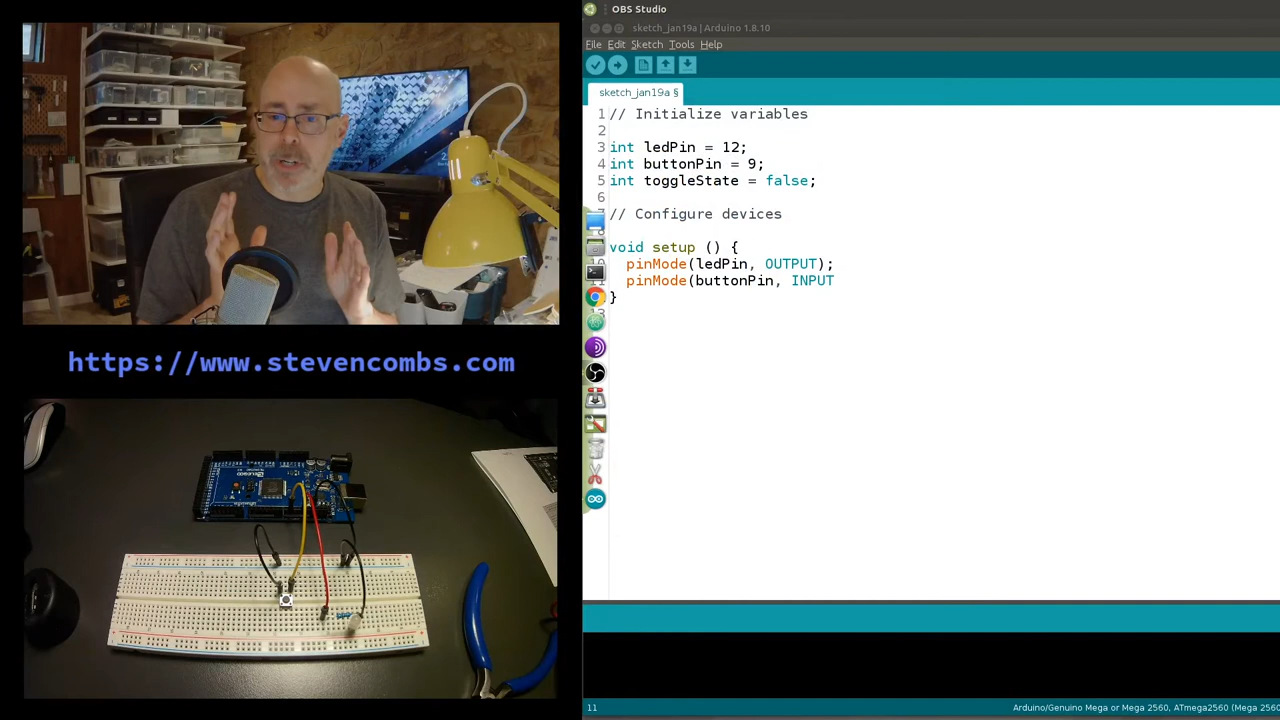 OBS Studio
sketch_jan19a | Arduino 1.8.10
File Edit Sketch Tools Help
sketch_jan19a §
1 // Initialize variables
2
3 int ledPin = 12;
4 int buttonPin = 9;
5 int toggleState = false;
6
// Configure devices
void setup () {
pinMode(ledPin, OUTPUT);
pinMode(buttonPin, INPUT
}
https://www.stevencombs.com
11
Arduino/Genuino Mega or Mega 2560, ATmega2560 (Mega 2560